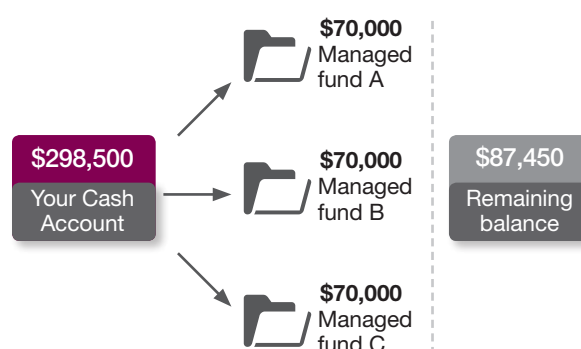 $70,000
Managed
fund A
$298,500
Your Cash
Account
$70,000
Managed
fund B
$87,450
Remaining
balance
$70,000
Managed
fund C